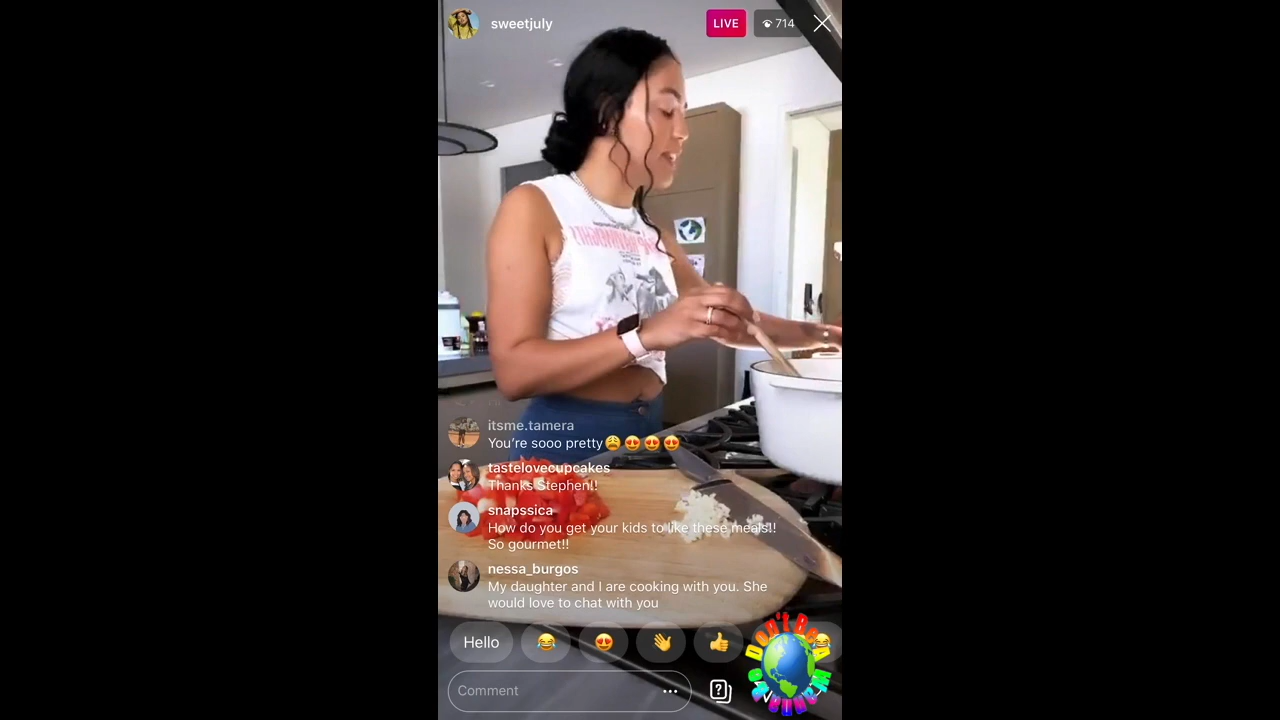 sweetjuly
LIVE
714
itsme.tamera
You're sooo pretty😩😍😍😍
tastelovecupcakes
Thanks Stephen!!
snapssica
How do you get your kids to like these meals!!
So gourmet!!
nessa_burgos
My daughter and I are cooking with you. She
would love to chat with you
Hello 😂 😍 👋 👍 😂
Comment
Don't Be